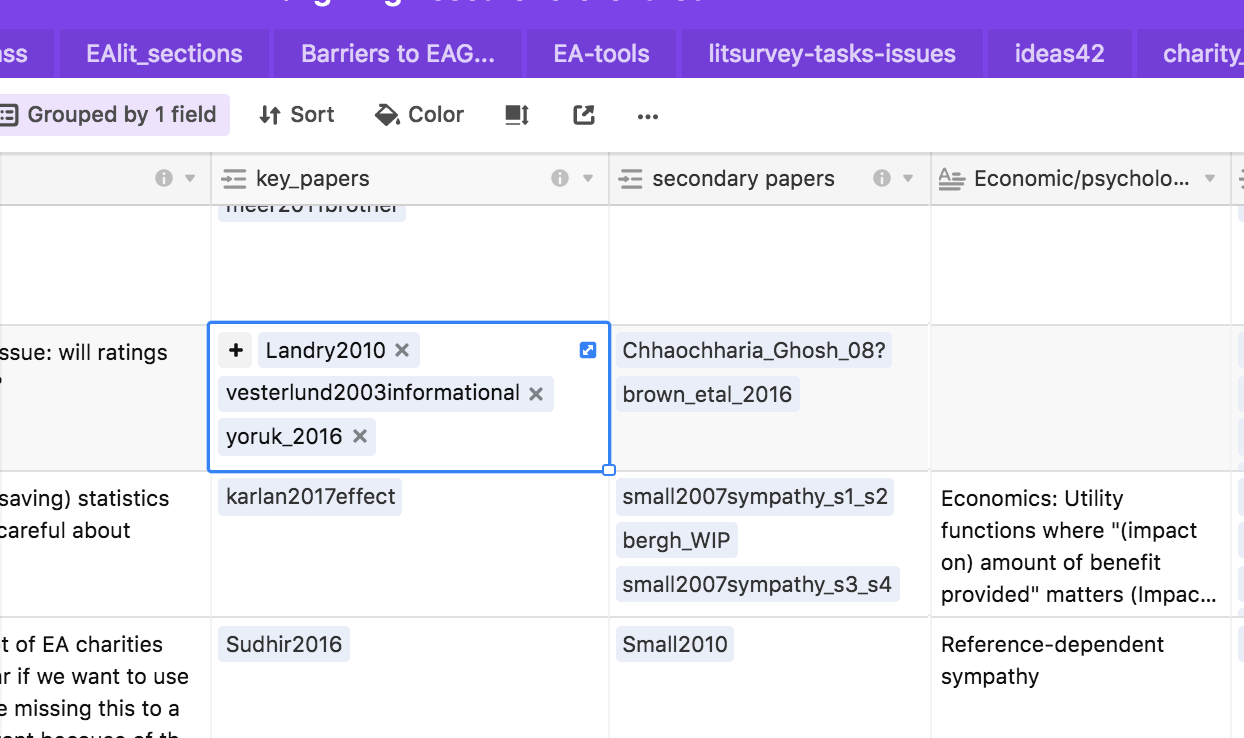 ss
EAlit_sections
Barriers to EAG...
EA-tools
litsurvey-tasks-issues
ideas42
charity_
Grouped by 1 field
Sort
Color
...
key_papers
secondary papers
Economic/psycholo...
meer2011brother
ssue: will ratings
?
+ Landry2010 ×
vesterlund2003informational ×
yoruk_2016 ×
Chhaochharia_Ghosh_08?
brown_etal_2016
saving) statistics
careful about
karlan2017effect
small2007sympathy_s1_s2
bergh_WIP
small2007sympathy_s3_s4
Economics: Utility
functions where "(impact
on) amount of benefit
provided" matters (Impac...
t of EA charities
r if we want to use
e missing this to a
Sudhir2016
Small2010
Reference-dependent
sympathy